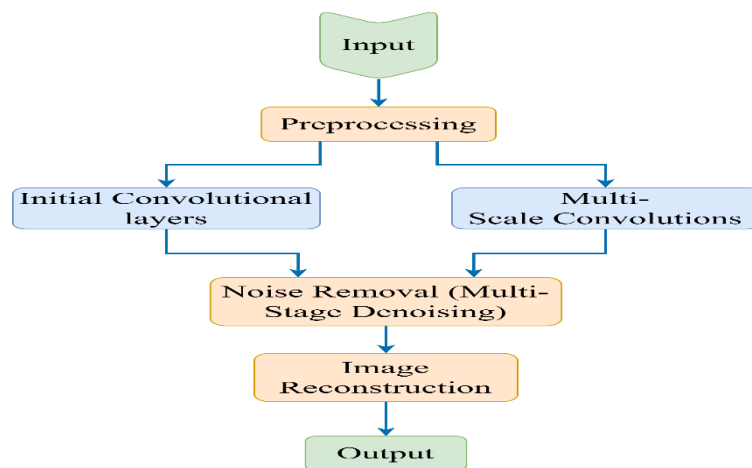 Input
Preprocessing
Initial Convolutional
layers
Multi-
Scale Convolutions
Noise Removal (Multi-
Stage Denoising)
Image
Reconstruction
Output